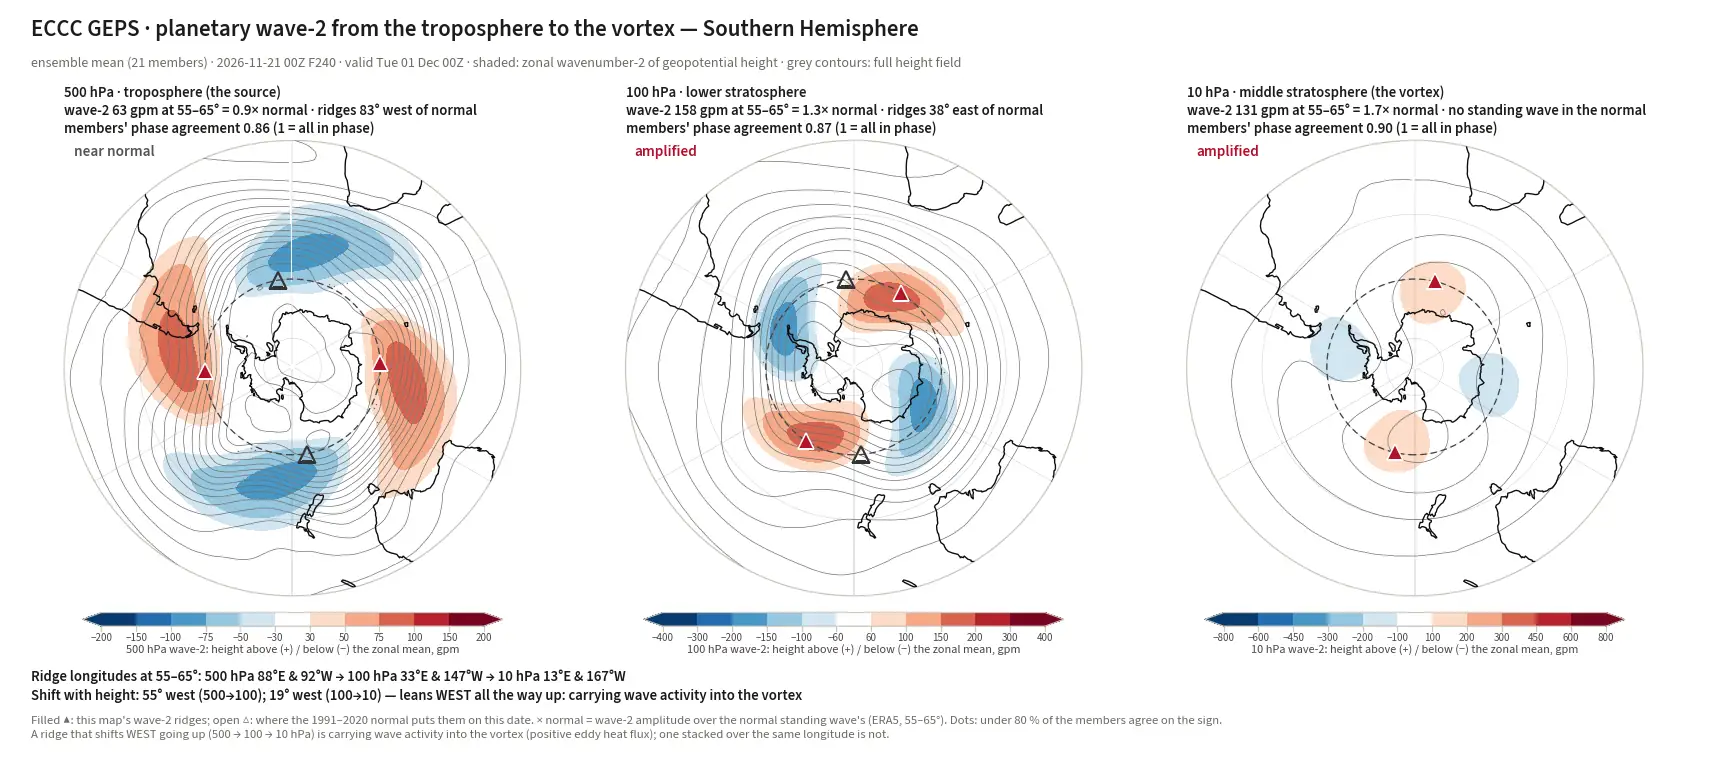 ECCC GEPS · planetary wave-2 from the troposphere to the vortex — Southern Hemisphere
ensemble mean (21 members) · 2026-11-21 00Z F240 · valid Tue 01 Dec 00Z · shaded: zonal wavenumber-2 of geopotential height · grey contours: full height field
500 hPa · troposphere (the source)
wave-2 63 gpm at 55–65° = 0.9× normal · ridges 83° west of normal
members' phase agreement 0.86 (1 = all in phase)
near normal
100 hPa · lower stratosphere
wave-2 158 gpm at 55–65° = 1.3× normal · ridges 38° east of normal
members' phase agreement 0.87 (1 = all in phase)
amplified
10 hPa · middle stratosphere (the vortex)
wave-2 131 gpm at 55–65° = 1.7× normal · no standing wave in the normal
members' phase agreement 0.90 (1 = all in phase)
amplified
−200 −150 −100 −75 −50 −30 30 50 75 100 150 200
500 hPa wave-2: height above (+) / below (−) the zonal mean, gpm
−400 −300 −200 −150 −100 −60 60 100 150 200 300 400
100 hPa wave-2: height above (+) / below (−) the zonal mean, gpm
−800 −600 −450 −300 −200 −100 100 200 300 450 600 800
10 hPa wave-2: height above (+) / below (−) the zonal mean, gpm
Ridge longitudes at 55–65°: 500 hPa 88°E & 92°W → 100 hPa 33°E & 147°W → 10 hPa 13°E & 167°W
Shift with height: 55° west (500→100); 19° west (100→10) — leans WEST all the way up: carrying wave activity into the vortex
Filled ▲: this map's wave-2 ridges; open △: where the 1991–2020 normal puts them on this date. × normal = wave-2 amplitude over the normal standing wave's (ERA5, 55–65°). Dots: under 80 % of the members agree on the sign.
A ridge that shifts WEST going up (500 → 100 → 10 hPa) is carrying wave activity into the vortex (positive eddy heat flux); one stacked over the same longitude is not.